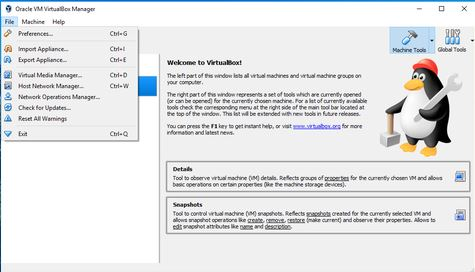 Oracle VM VirtualBox Manager
File Machine Help
Preferences... Ctrl+G
Import Appliance... Ctrl+I
Export Appliance... Ctrl+E
Virtual Media Manager... Ctrl+D
Host Network Manager... Ctrl+W
Network Operations Manager...
Check for Updates...
Reset All Warnings
Exit Ctrl+Q
Machine Tools
Global Tools
Welcome to VirtualBox!
The left part of this window lists all virtual machines and virtual machine groups on
your computer.
The right part of this window represents a set of tools which are currently opened
(or can be opened) for the currently chosen machine. For a list of currently available
tools check the corresponding menu at the right side of the main tool bar located at
the top of the window. This list will be extended with new tools in future releases.
You can press the F1 key to get instant help, or visit www.virtualbox.org for more
information and latest news.
Details
Tool to observe virtual machine (VM) details. Reflects groups of properties for the currently chosen VM and allows
basic operations on certain properties (like the machine storage devices).
Snapshots
Tool to control virtual machine (VM) snapshots. Reflects snapshots created for the currently selected VM and
allows snapshot operations like create, remove, restore (make current) and observe their properties. Allows to
edit snapshot attributes like name and description.